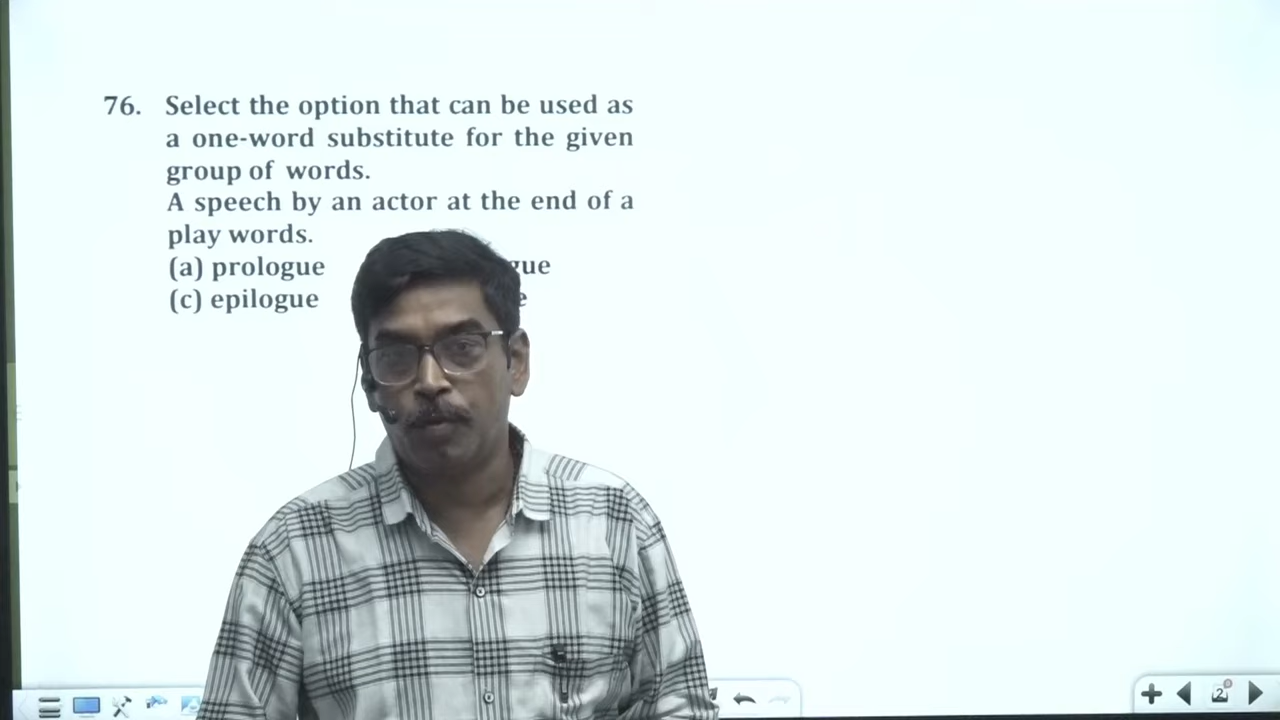 76. Select the option that can be used as
a one-word substitute for the given
group of words.
A speech by an actor at the end of a
play words.
(a) prologue
(c) epilogue
2